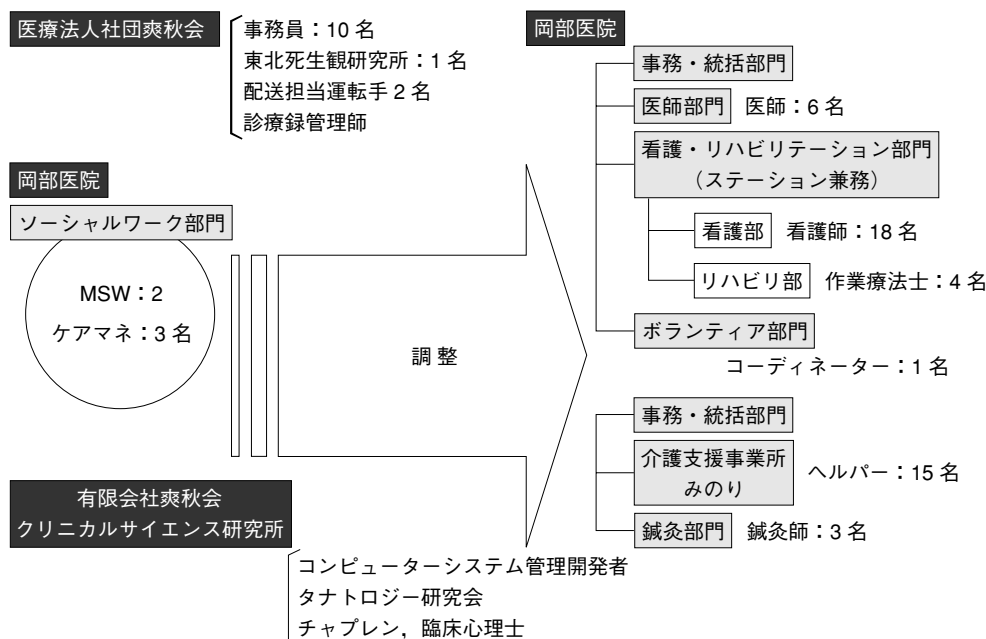 医療法人社団爽秋会
事務員：10 名
東北死生観研究所：1 名
配送担当運転手 2 名
診療録管理師
岡部医院
ソーシャルワーク部門
MSW：2
ケアマネ：3 名
調 整
有限会社爽秋会
クリニカルサイエンス研究所
コンピューターシステム管理開発者
タナトロジー研究会
チャプレン，臨床心理士
岡部医院
事務・統括部門
医師部門 医師：6 名
看護・リハビリテーション部門
（ステーション兼務）
看護部 看護師：18 名
リハビリ部 作業療法士：4 名
ボランティア部門
コーディネーター：1 名
事務・統括部門
介護支援事業所
みのり
ヘルパー：15 名
鍼灸部門 鍼灸師：3 名